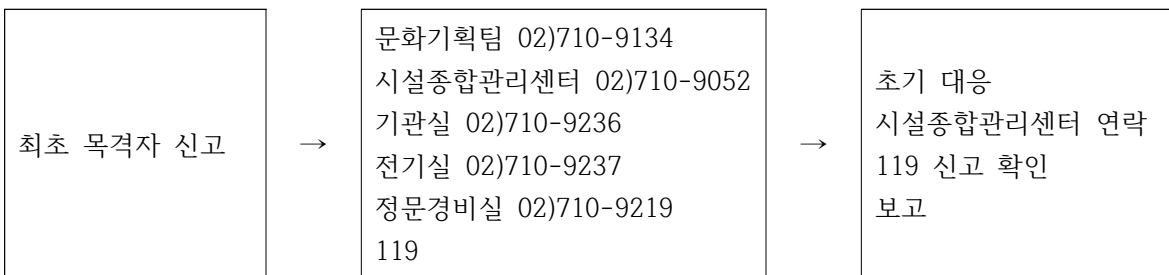 최초 목격자 신고
→
문화기획팀 02)710-9134
시설종합관리센터 02)710-9052
기관실 02)710-9236
전기실 02)710-9237
정문경비실 02)710-9219
119
→
초기 대응
시설종합관리센터 연락
119 신고 확인
보고